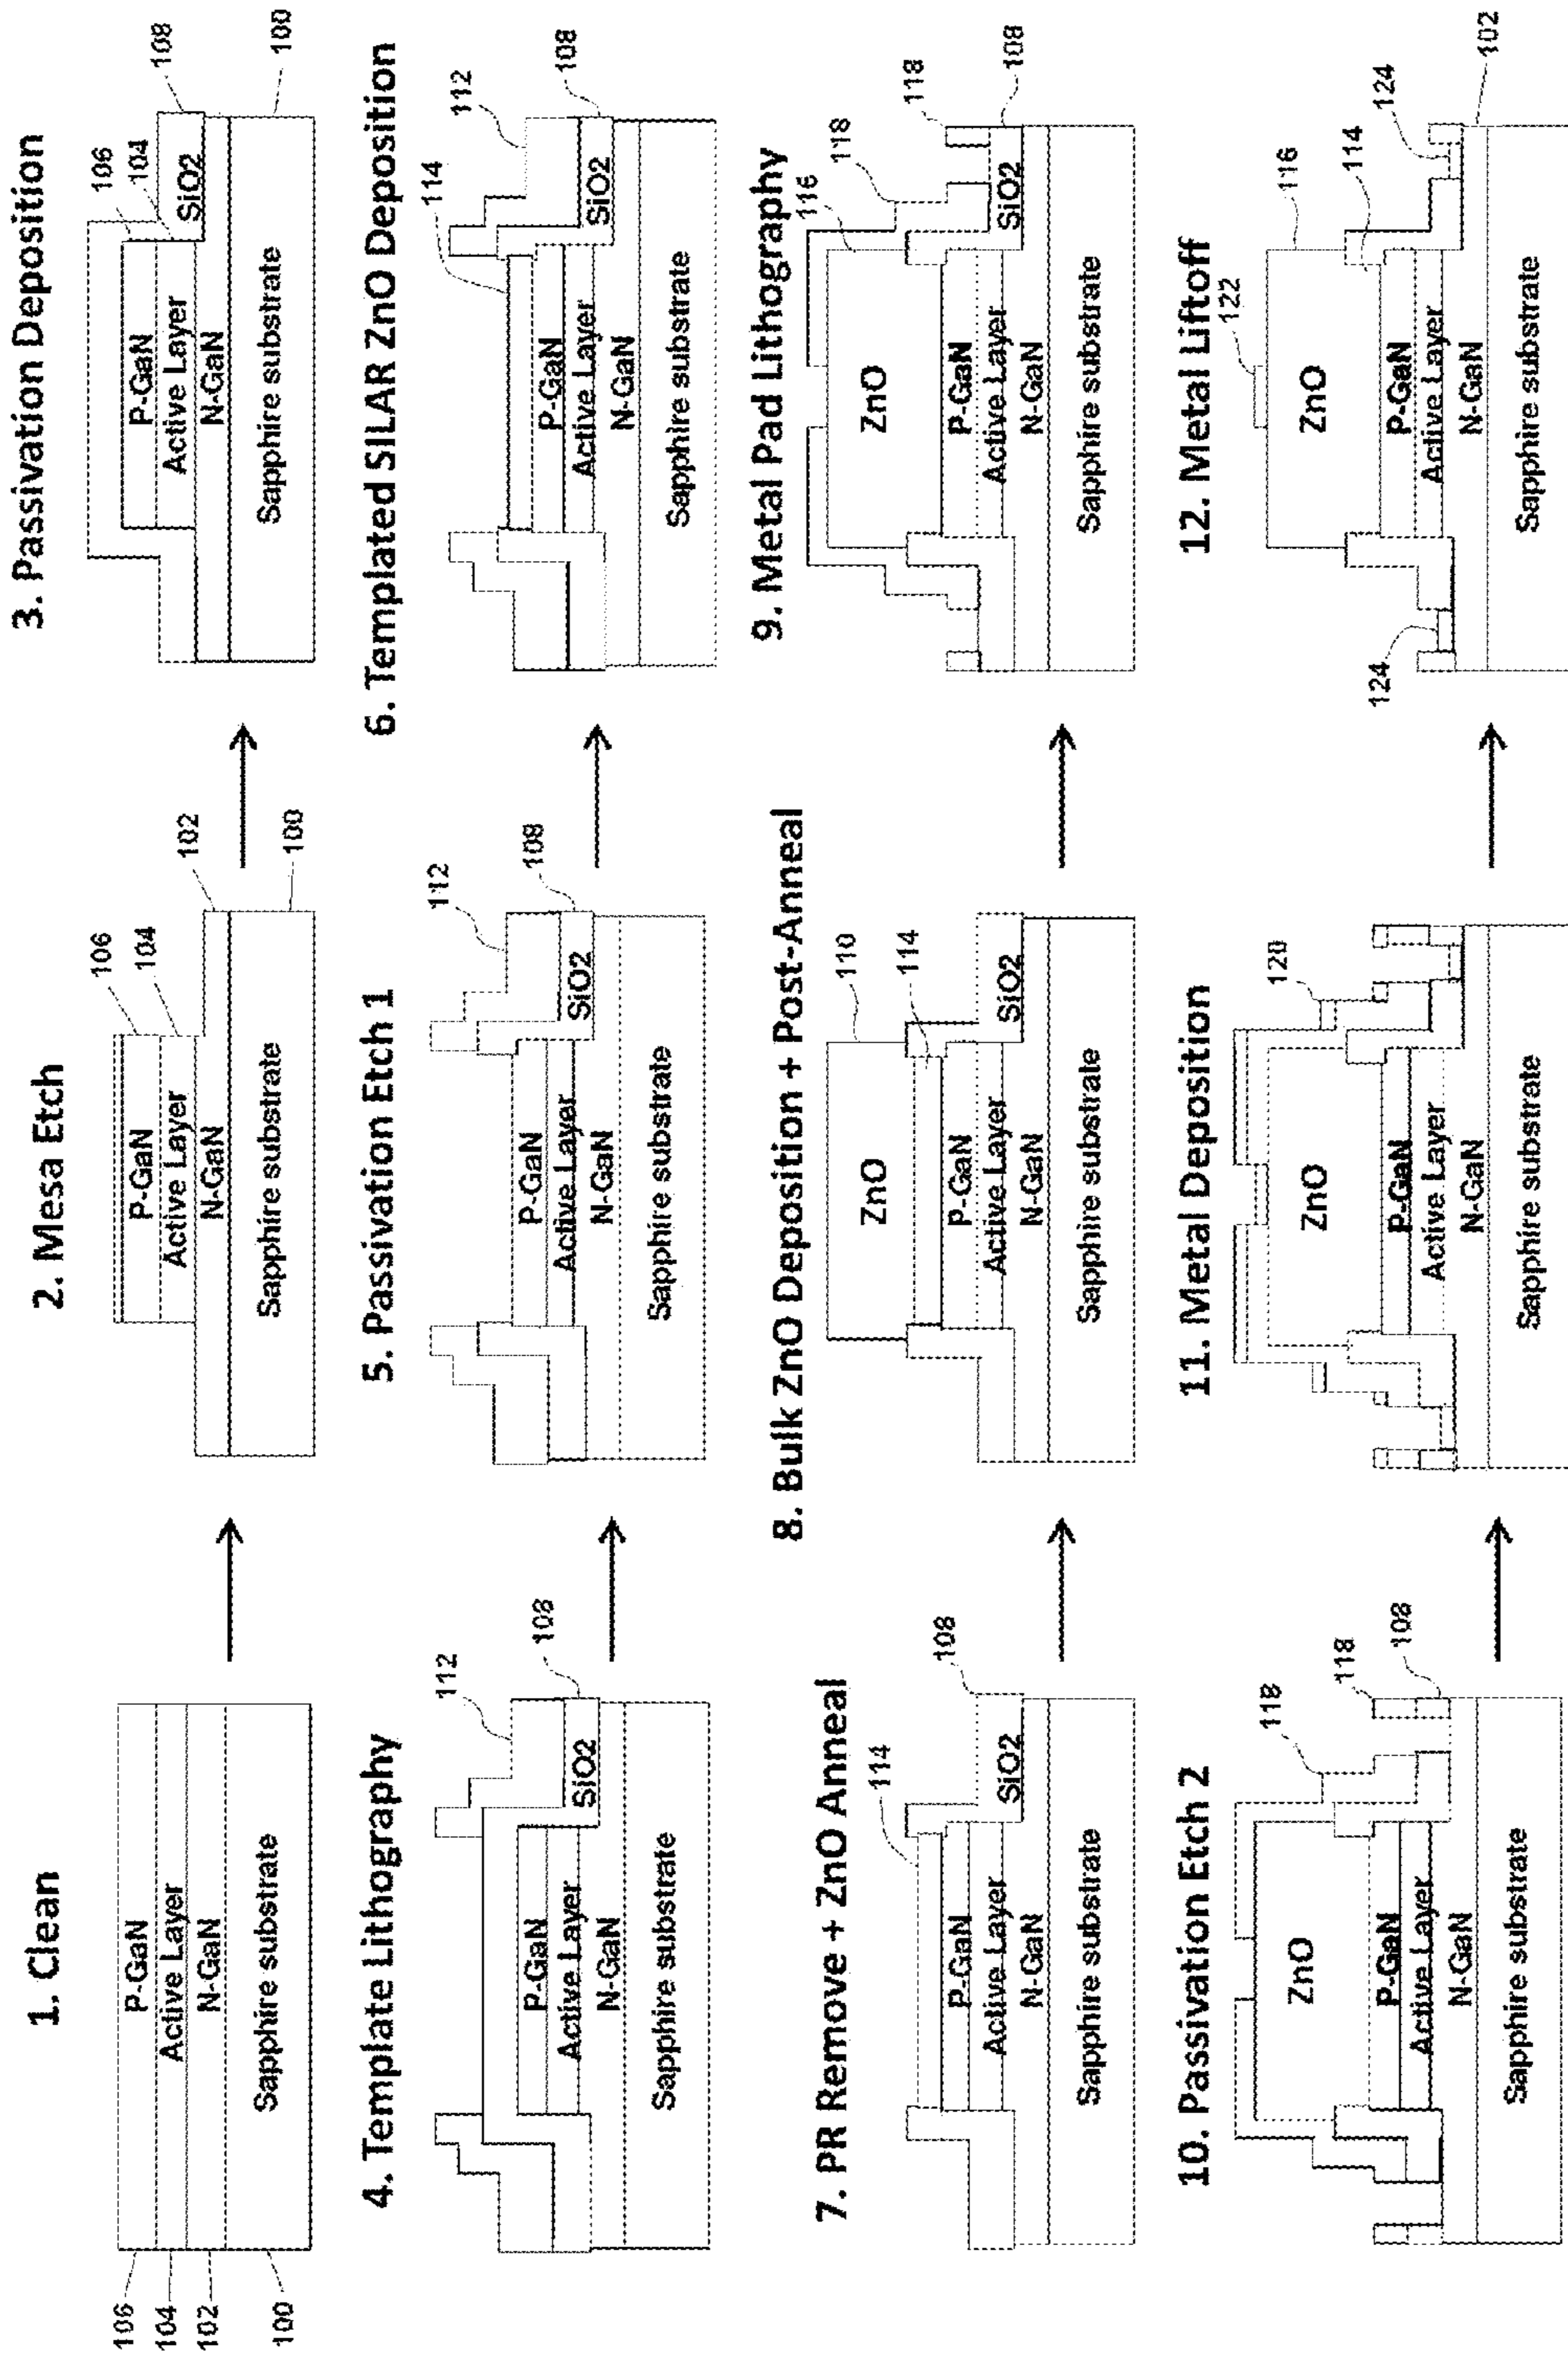 1. Clean
106
104
102
100
P-GaN
Active Layer
N-GaN
Sapphire substrate
2. Mesa Etch
P-GaN
Active Layer
N-GaN
Sapphire substrate
106
104
102
100
3. Passivation Deposition
P-GaN
Active Layer
N-GaN
Sapphire substrate
SiO2
106
104
108
100
4. Template Lithography
P-GaN
Active Layer
N-GaN
Sapphire substrate
SiO2
112
108
5. Passivation Etch 1
P-GaN
Active Layer
N-GaN
Sapphire substrate
SiO2
112
108
6. Templated SILAR ZnO Deposition
P-GaN
Active Layer
N-GaN
Sapphire substrate
SiO2
114
112
108
7. PR Remove + ZnO Anneal
P-GaN
Active Layer
N-GaN
Sapphire substrate
SiO2
114
108
8. Bulk ZnO Deposition + Post-Anneal
ZnO
P-GaN
Active Layer
N-GaN
Sapphire substrate
SiO2
110
114
9. Metal Pad Lithography
ZnO
P-GaN
Active Layer
N-GaN
Sapphire substrate
SiO2
116
118
118
108
10. Passivation Etch 2
ZnO
P-GaN
Active Layer
N-GaN
Sapphire substrate
118
118
108
11. Metal Deposition
ZnO
P-GaN
Active Layer
N-GaN
Sapphire substrate
120
12. Metal Liftoff
124
122
ZnO
P-GaN
Active Layer
N-GaN
Sapphire substrate
116
114
124
102